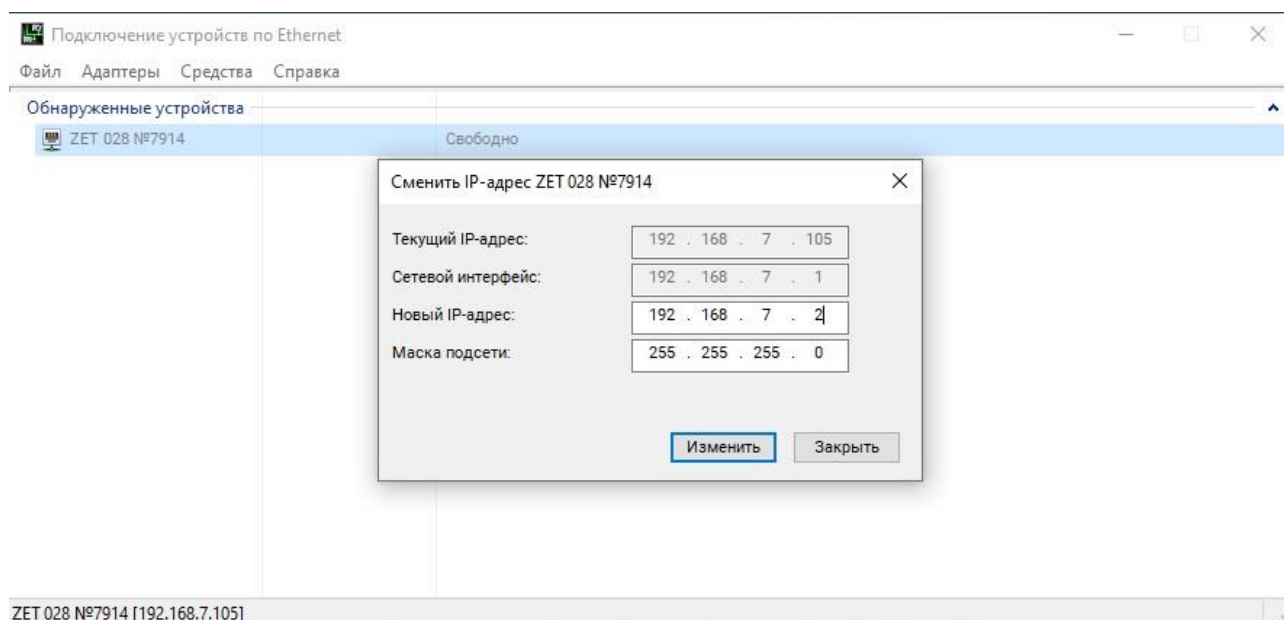 Подключение устройств по Ethernet
Файл Адаптеры Средства Справка
Обнаруженные устройства
ZET 028 №7914 Свободно
Сменить IP-адрес ZET 028 №7914
Текущий IP-адрес: 192 . 168 . 7 . 105
Сетевой интерфейс: 192 . 168 . 7 . 1
Новый IP-адрес: 192 . 168 . 7 . 2
Маска подсети: 255 . 255 . 255 . 0
Изменить Закрыть
ZET 028 №7914 [192.168.7.105]